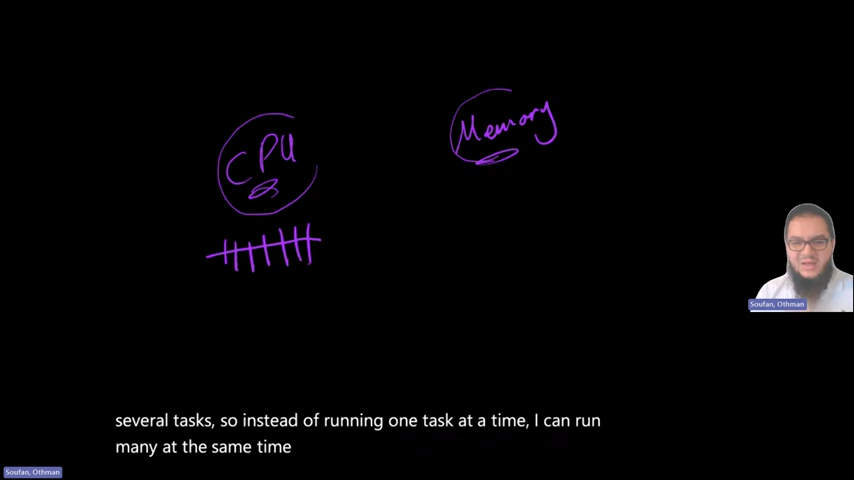 CPU
Memory
Soufan, Othman
several tasks, so instead of running one task at a time, I can run
many at the same time
Soufan, Othman